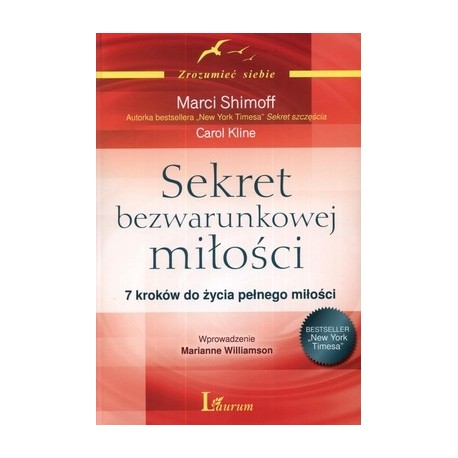 Zrozumieć siebie
Marci Shimoff
Autorka bestsellera „New York Timesa" Sekret szczęścia
Carol Kline
Sekret
bezwarunkowej
miłości
7 kroków do życia pełnego miłości
Wprowadzenie
Marianne Williamson
BESTSELLER
„New York
Timesa"
Laurum